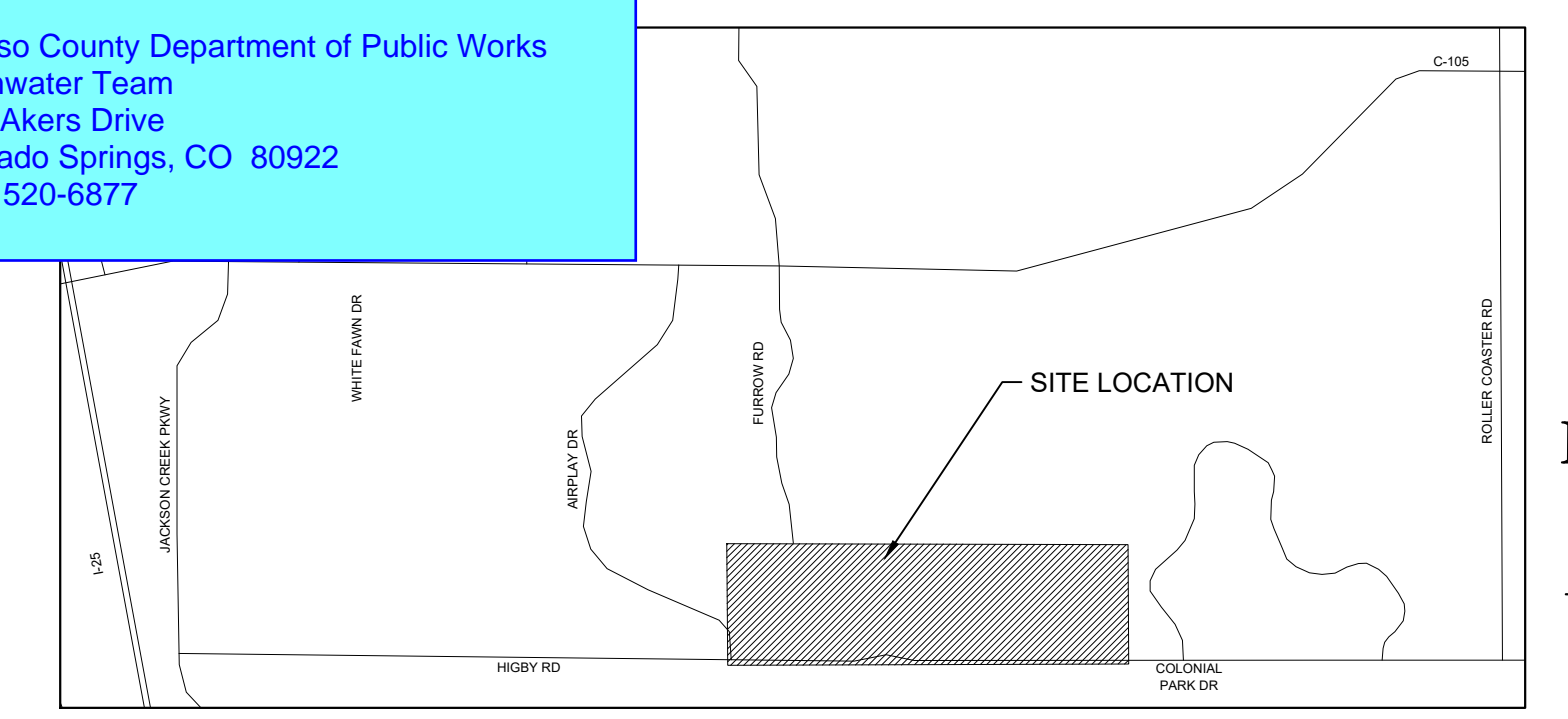 so County Department of Public Works
nwater Team
Akers Drive
ado Springs, CO 80922
520-6877
C-105
WHITE FAWN DR
ROLLER COASTER RD
FURROW RD
SITE LOCATION
JACKSON CREEK PKWY
AIRPLAY DR
I-25
HIGBY RD
COLONIAL
PARK DR